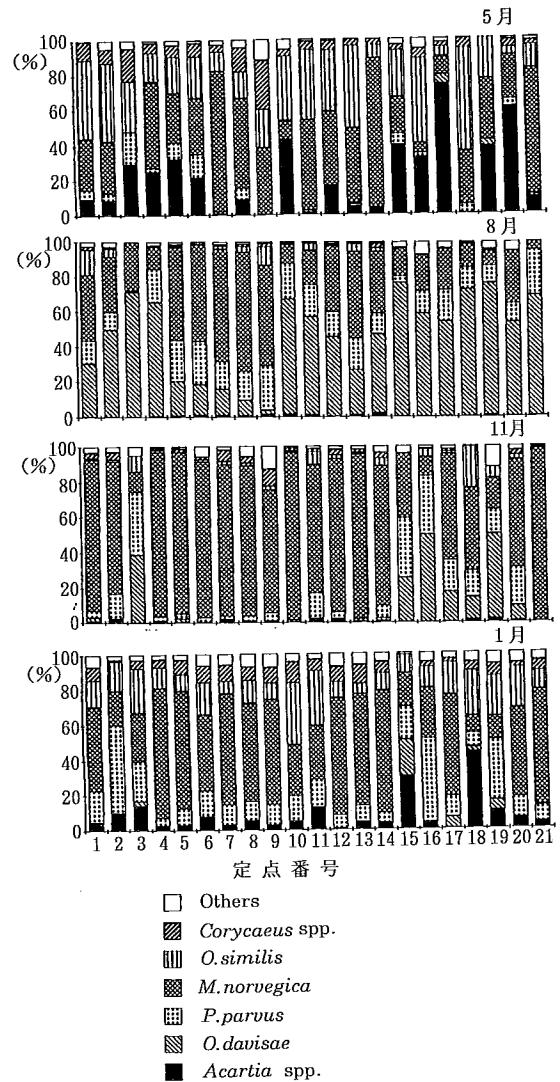 5月
100
(%)
80
60
40
20
0
8月
100
(%)
80
60
40
20
0
11月
100
(%)
80
60
40
20
0
1月
100
(%)
80
60
40
20
0
1 2 3 4 5 6 7 8 9 10 11 12 13 14 15 16 17 18 19 20 21
定点番号
Others
Corycaeus spp.
O.similis
M.norvegica
P.parvus
O.davisae
Acartia spp.